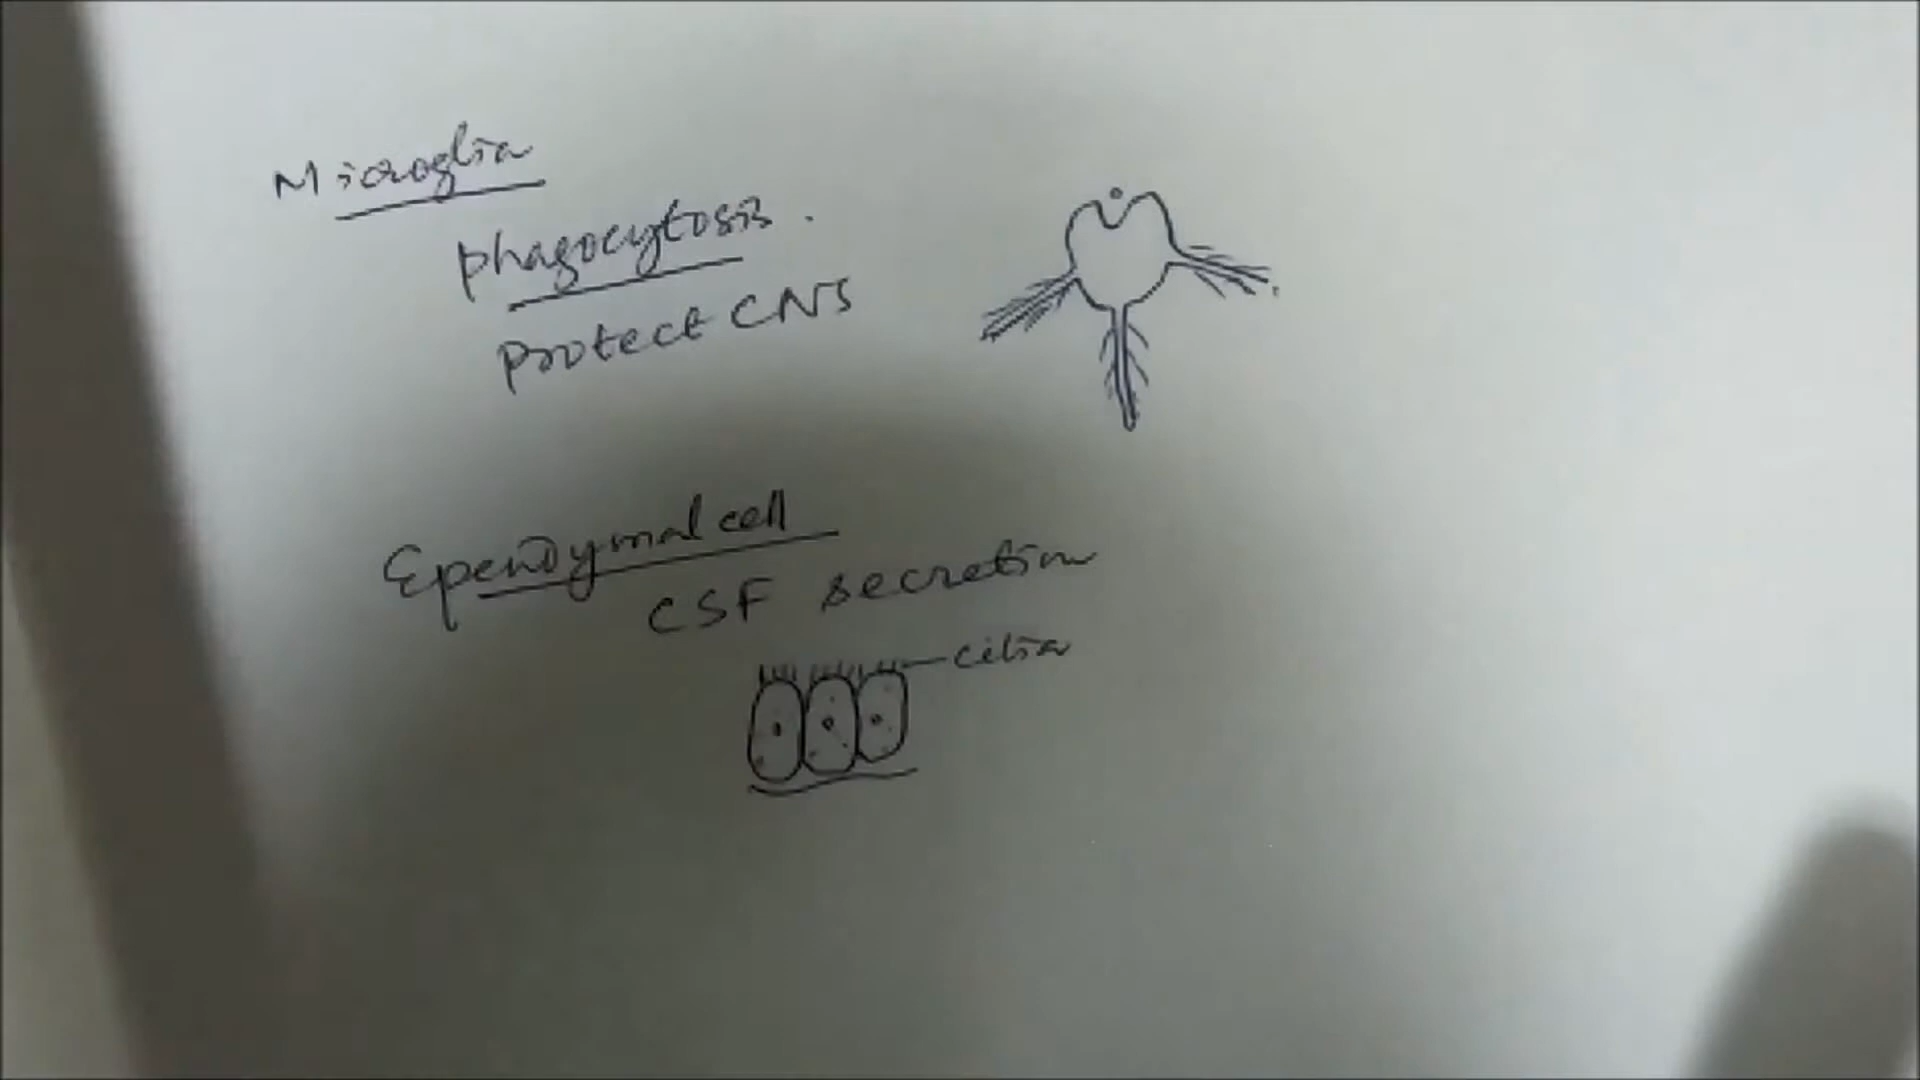 Microglia
phagocytosis.
protect CNS
Ependymal cell
CSF secretion
cilia